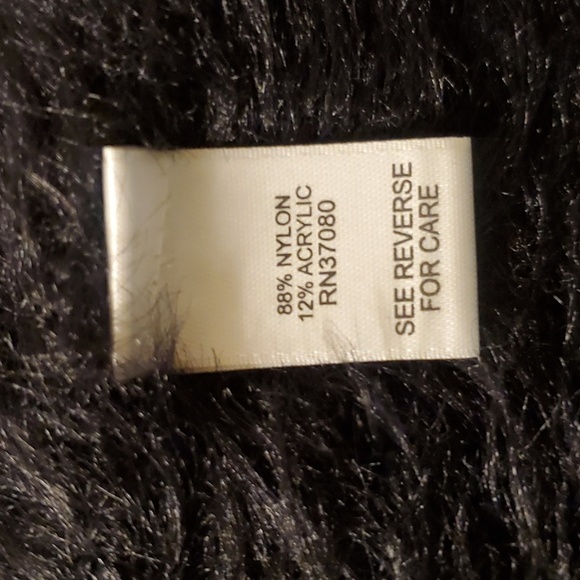 88% NYLON
12% ACRYLIC
RN37080
SEE REVERSE
FOR CARE